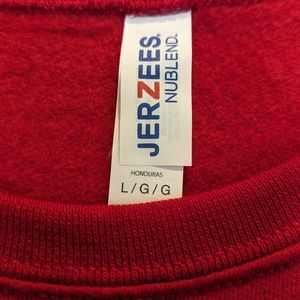 JERZEES.
NUBLEND.
HONDURAS
L/G/G